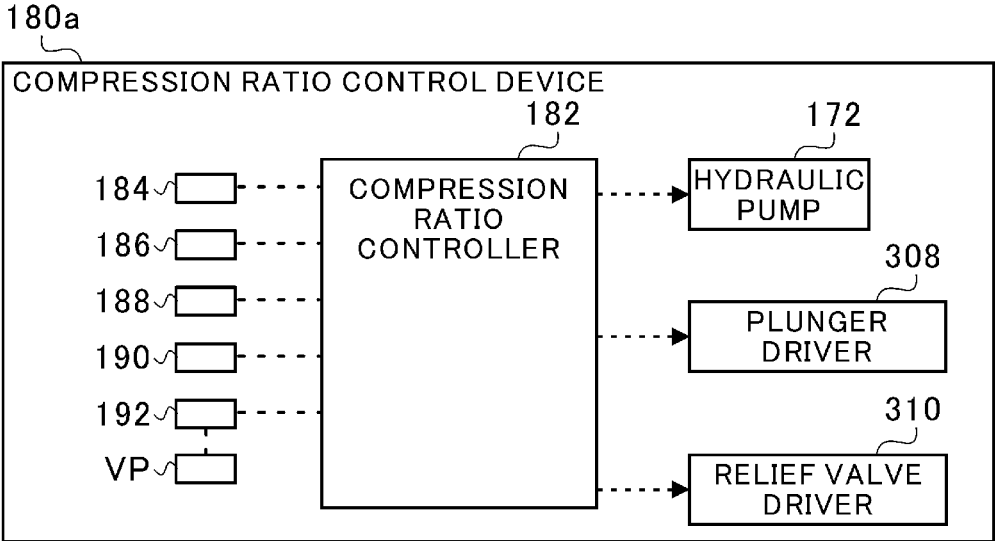 180a
COMPRESSION RATIO CONTROL DEVICE
182
172
184
COMPRESSION
RATIO
CONTROLLER
HYDRAULIC
PUMP
186
188
308
190
PLUNGER
DRIVER
192
310
VP
RELIEF VALVE
DRIVER